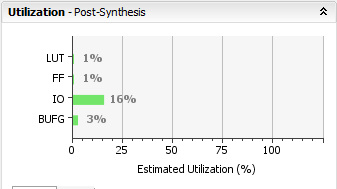 Utilization - Post-Synthesis
LUT 1%
FF 1%
IO 16%
BUFG 3%
0 25 50 75 100
Estimated Utilization (%)